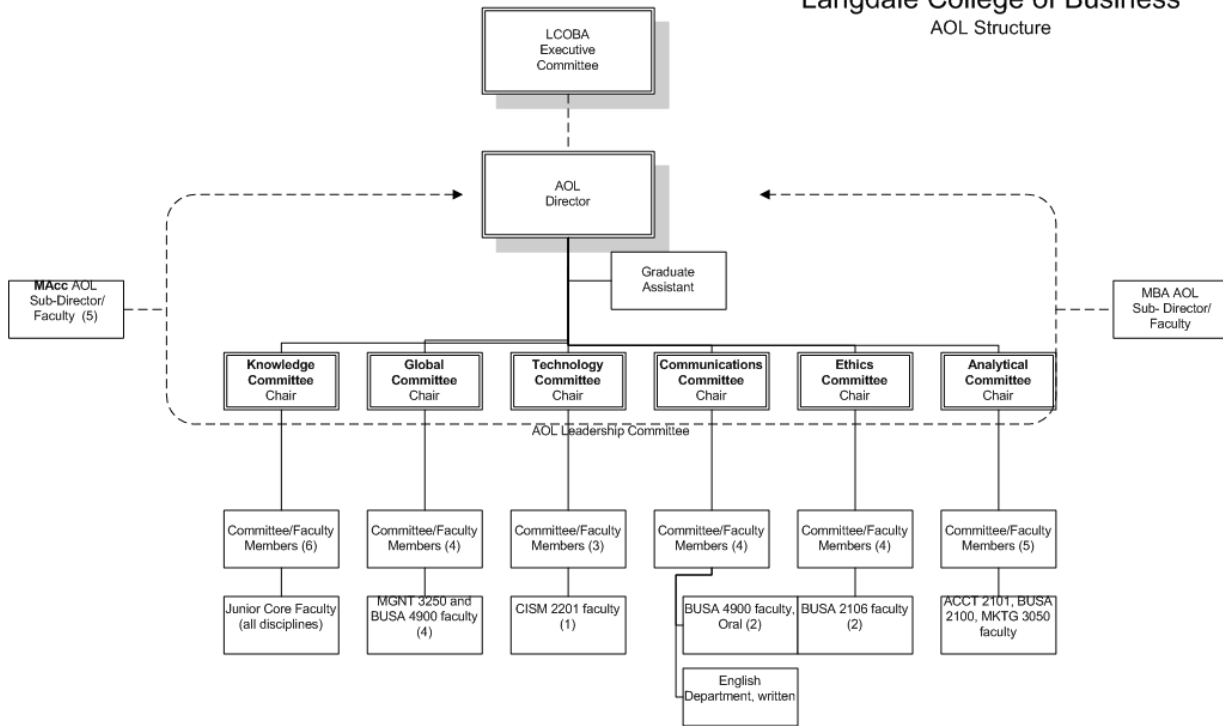 Langdale College of Business
AOL Structure
LCOBA
Executive
Committee
AOL
Director
Graduate
Assistant
MAcc AOL
Sub-Director/
Faculty (5)
MBA AOL
Sub- Director/
Faculty
Knowledge
Committee
Chair
Global
Committee
Chair
Technology
Committee
Chair
Communications
Committee
Chair
Ethics
Committee
Chair
Analytical
Committee
Chair
AOL Leadership Committee
Committee/Faculty
Members (6)
Committee/Faculty
Members (4)
Committee/Faculty
Members (3)
Committee/Faculty
Members (4)
Committee/Faculty
Members (4)
Committee/Faculty
Members (5)
Junior Core Faculty
(all disciplines)
MGNT 3250 and
BUSA 4900 faculty
(4)
CISM 2201 faculty
(1)
BUSA 4900 faculty,
Oral (2)
BUSA 2106 faculty
(2)
ACCT 2101, BUSA
2100, MKTG 3050
faculty
English
Department, written